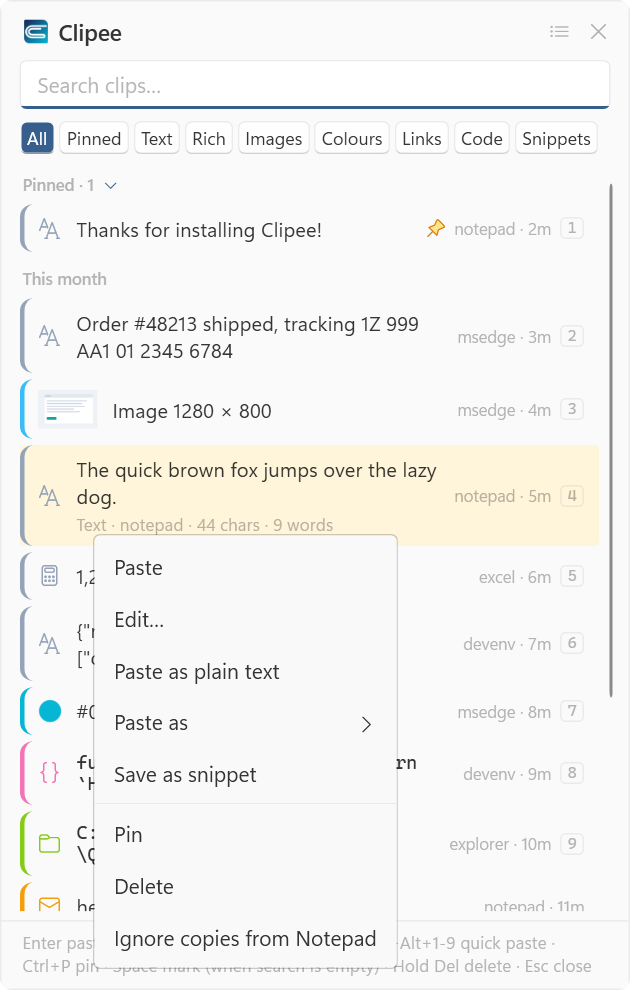 Clipee
Search clips...
All Pinned Text Rich Images Colours Links Code Snippets
Pinned · 1
Thanks for installing Clipee! notepad · 2m 1
This month
Order #48213 shipped, tracking 1Z 999
AA1 01 2345 6784
msedge · 3m 2
Image 1280 × 800 msedge · 4m 3
The quick brown fox jumps over the lazy
dog.
notepad · 5m 4
Text · notepad · 44 chars · 9 words
excel · 6m 5
devenv · 7m 6
msedge · 8m 7
devenv · 9m 8
explorer · 10m 9
notepad · 11m
Paste
Edit...
Paste as plain text
Paste as
Save as snippet
Pin
Delete
Ignore copies from Notepad
Enter Alt+1-9 quick paste ·
Ctrl+P pin · Space mark (when search is empty) · Hold Del delete · Esc close